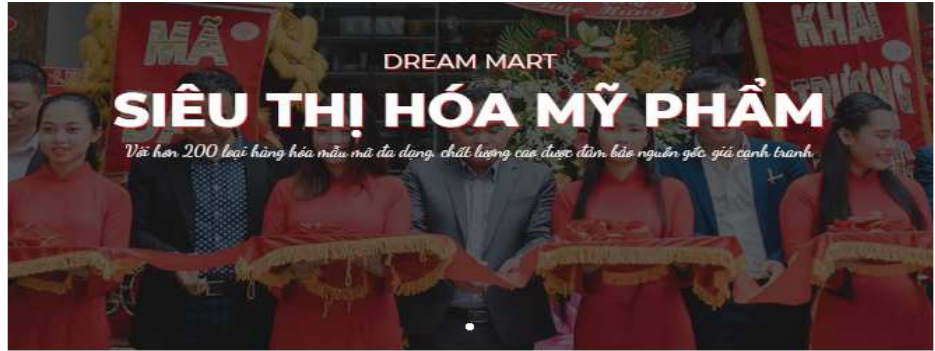 MÃ
KHAI
TRƯƠNG
DREAM MART
SIÊU THỊ HÓA MỸ PHẨM
Với hơn 200 loại hàng hóa mẫu mã đa dạng, chất lượng cao được đảm bảo nguồn gốc, giá cạnh tranh